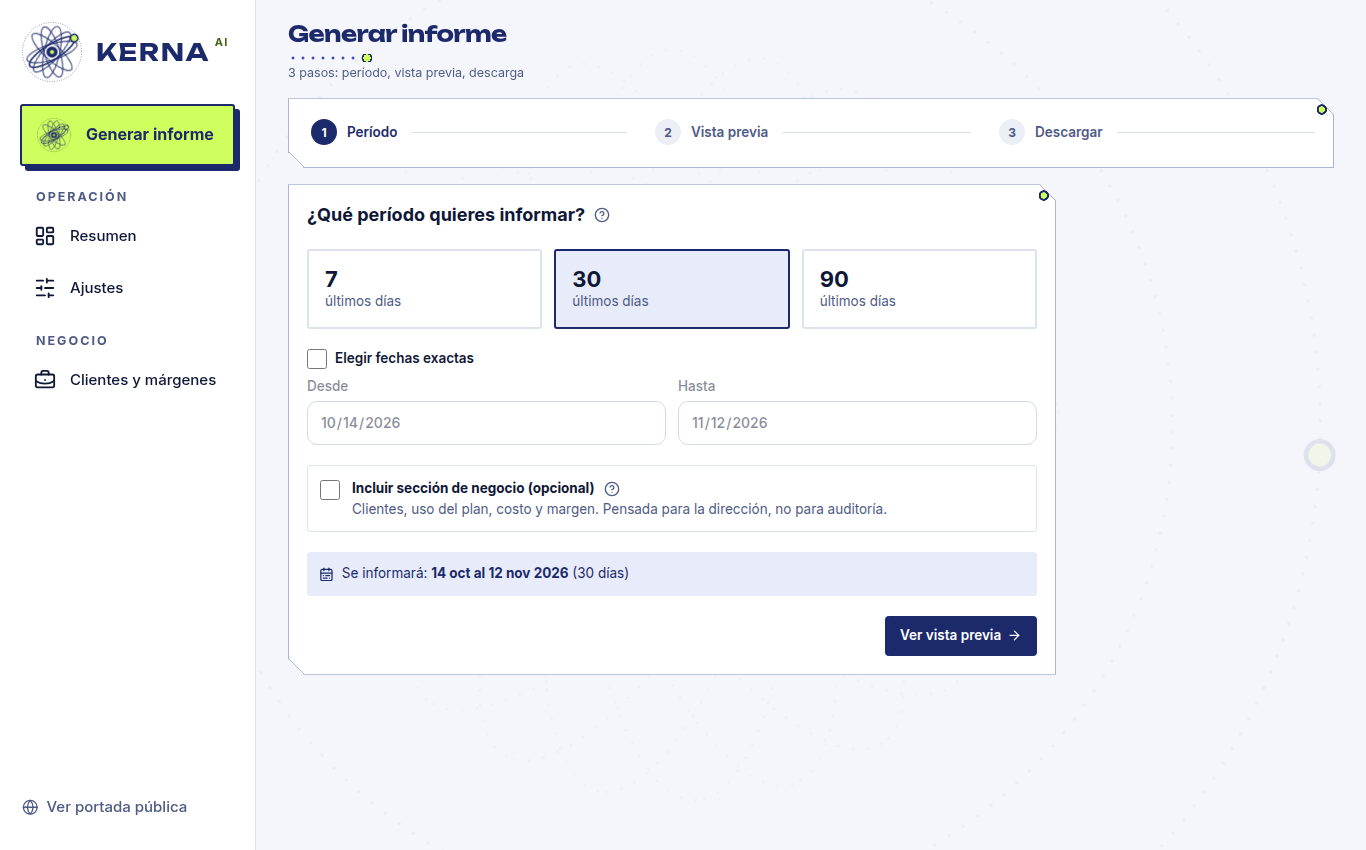 KERNA AI
Generar informe
OPERACIÓN
Resumen
Ajustes
NEGOCIO
Clientes y márgenes
Ver portada pública
Generar informe
3 pasos: período, vista previa, descarga
1 Período
2 Vista previa
3 Descargar
¿Qué período quieres informar?
7
últimos días
30
últimos días
90
últimos días
Elegir fechas exactas
Desde
10/14/2026
Hasta
11/12/2026
Incluir sección de negocio (opcional)
Clientes, uso del plan, costo y margen. Pensada para la dirección, no para auditoría.
Se informará: 14 oct al 12 nov 2026 (30 días)
Ver vista previa →